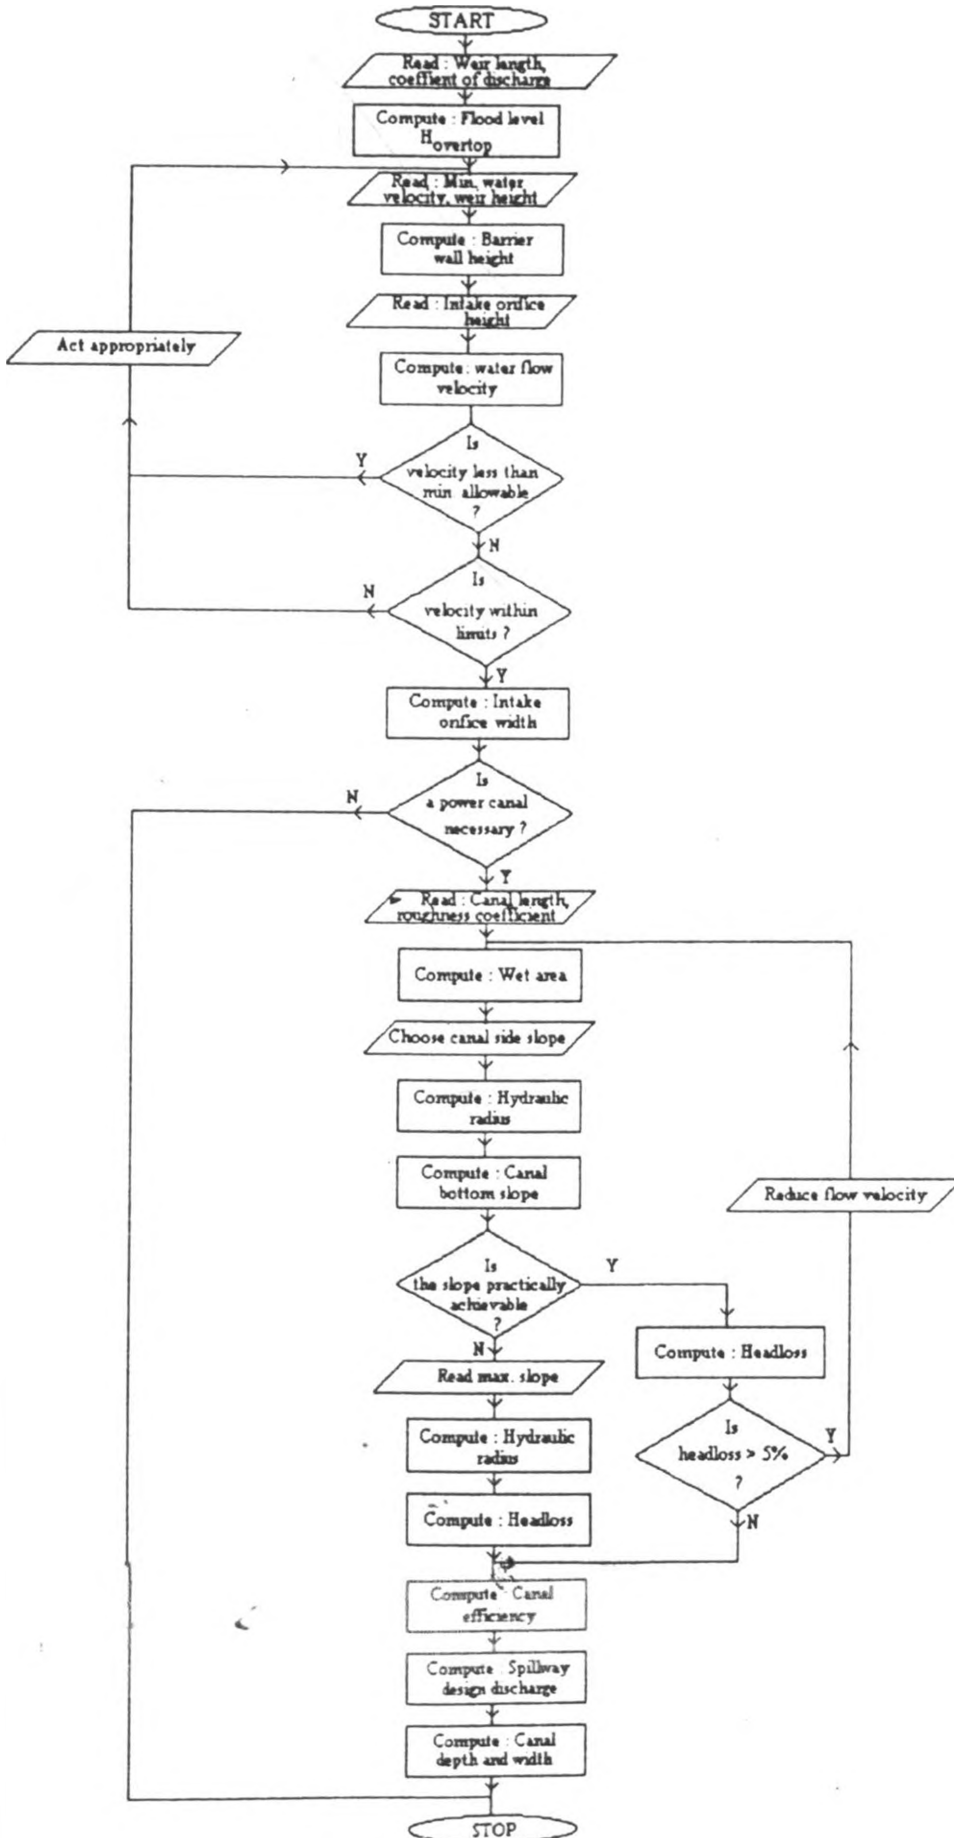 START
Read : Weir length,
coeffient of discharge
Compute : Flood level
H overtop
Read : Min. water
velocity, weir height
Compute : Barrier
wall height
Read : Intake orifice
height
Act appropriately
Compute: water flow
velocity
Is
Y
velocity less than
min. allowable
?
N
Is
N
velocity within
limits ?
Y
Compute : Intake
orifice width
Is
N
a power canal
necessary ?
Y
Read : Canal length,
roughness coefficient
Compute : Wet area
Choose canal side slope
Compute : Hydraulic
radius
Compute : Canal
bottom slope
Reduce flow velocity
Is
Y
the slope practically
achievable
?
N
Compute : Headloss
Read max. slope
Is
Compute : Hydraulic
radius
Y
headloss > 5%
?
Compute : Headloss
N
Compute : Canal
efficiency
Compute : Spillway
design discharge
Compute : Canal
depth and width
STOP